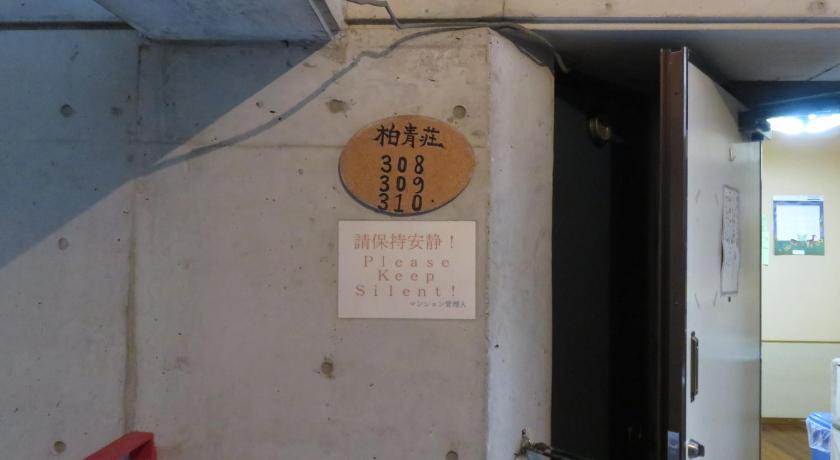 柏青荘
308
309
310
請保持安静！
Please
Keep
Silent!
マンション管理人